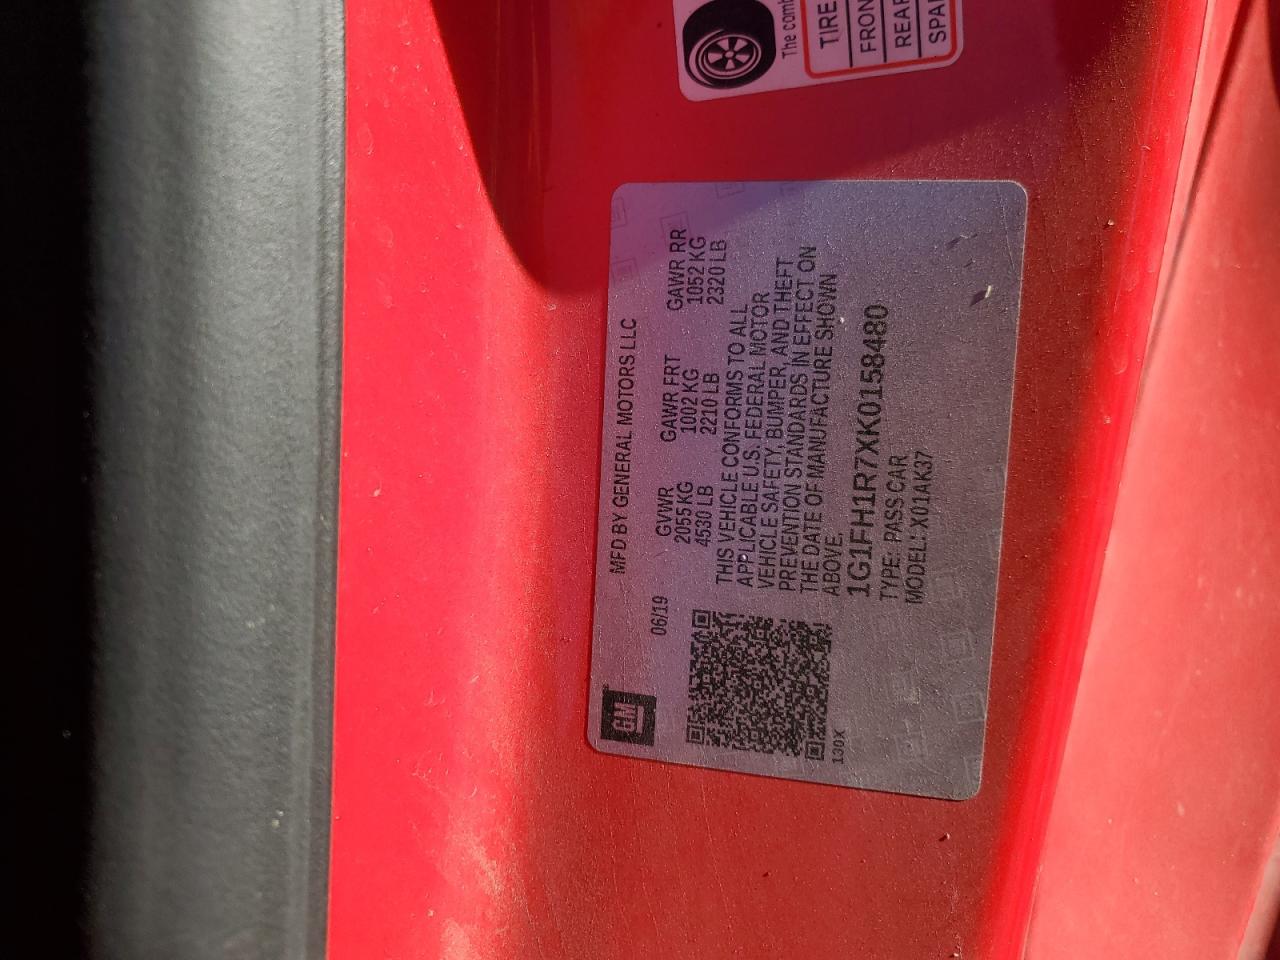 The comb
TIRE
FRON
REAR
SPAR
GM
MFD BY GENERAL MOTORS LLC
06/19
GVWR GAWR FRT GAWR RR
2055 KG 1002 KG 1052 KG
4530 LB 2210 LB 2320 LB
THIS VEHICLE CONFORMS TO ALL
APPLICABLE U.S. FEDERAL MOTOR
VEHICLE SAFETY, BUMPER, AND THEFT
PREVENTION STANDARDS IN EFFECT ON
THE DATE OF MANUFACTURE SHOWN
ABOVE.
1G1FH1R7XK0158480
TYPE: PASS CAR
MODEL: X01AK37
130X